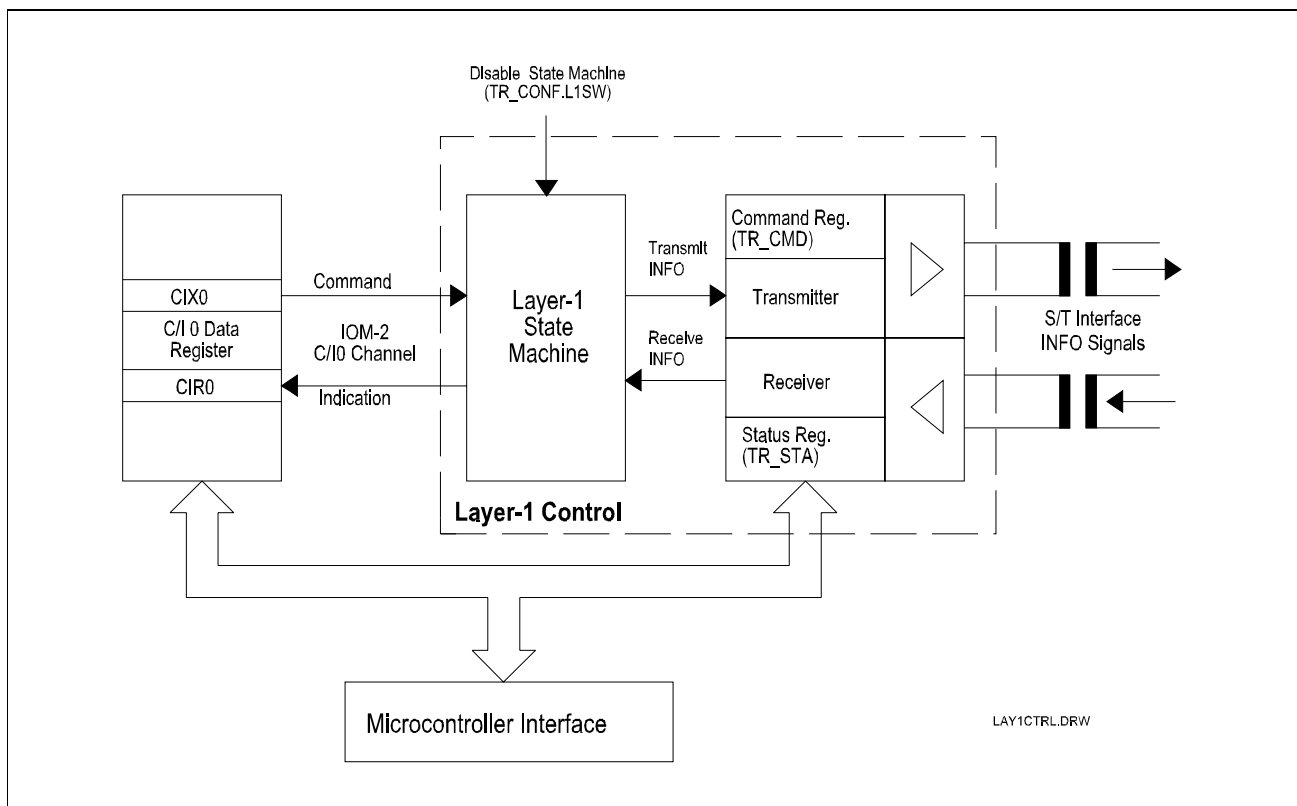 Disable State Machine
(TR_CONF.L1SW)
CIX0
C/I 0 Data
Register
CIR0
Command
IOM-2
C/I0 Channel
Indication
Layer-1
State
Machine
Transmit
INFO
Receive
INFO
Command Reg.
(TR_CMD)
Transmitter
Receiver
Status Reg.
(TR_STA)
S/T Interface
INFO Signals
Layer-1 Control
Microcontroller Interface
LAY1CTRL.DRW